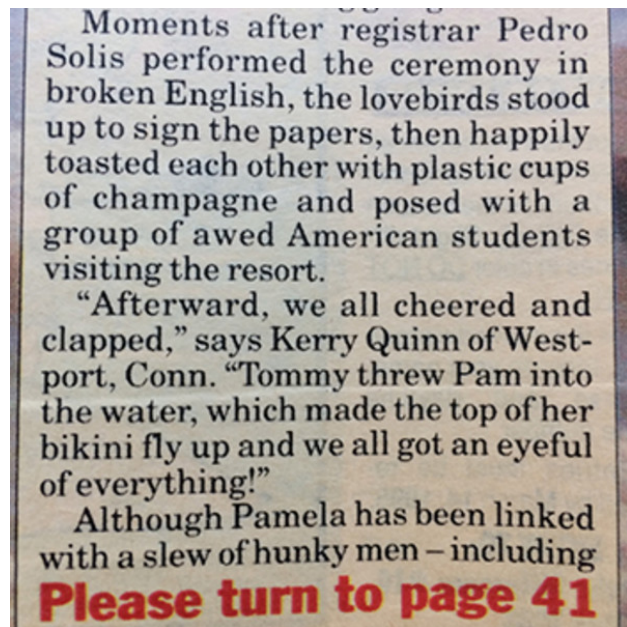 Moments after registrar Pedro
Solis performed the ceremony in
broken English, the lovebirds stood
up to sign the papers, then happily
toasted each other with plastic cups
of champagne and posed with a
group of awed American students
visiting the resort.
“Afterward, we all cheered and
clapped,” says Kerry Quinn of West-
port, Conn. “Tommy threw Pam into
the water, which made the top of her
bikini fly up and we all got an eyeful
of everything!”
Although Pamela has been linked
with a slew of hunky men – including
Please turn to page 41